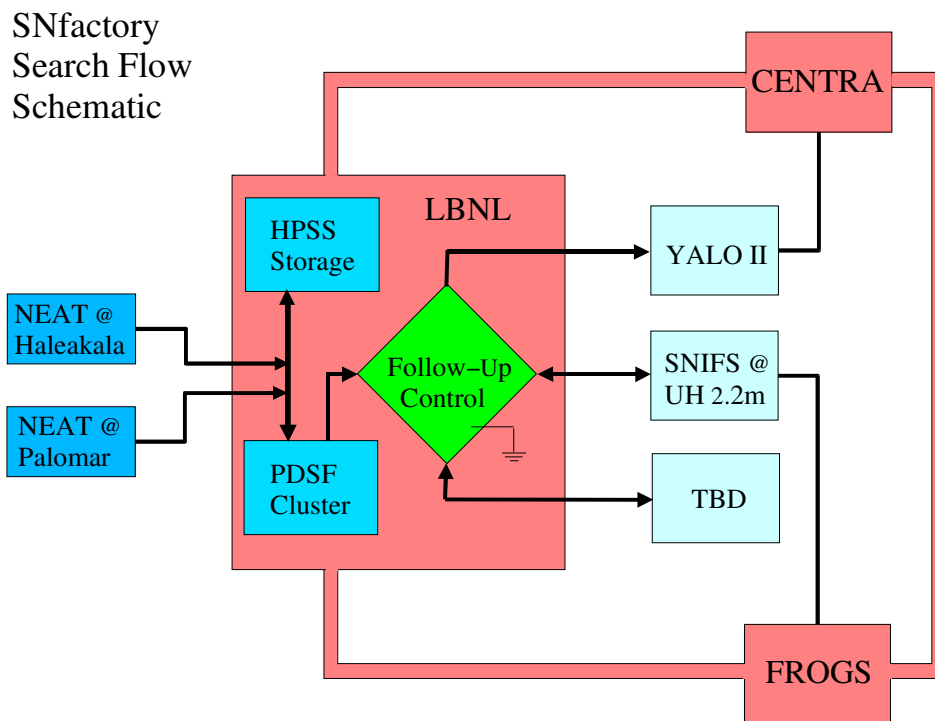 SNfactory
Search Flow
Schematic
CENTRA
LBNL
HPSS
Storage
YALO II
NEAT @
Haleakala
Follow−Up
Control
SNIFS @
UH 2.2m
NEAT @
Palomar
PDSF
Cluster
TBD
FROGS